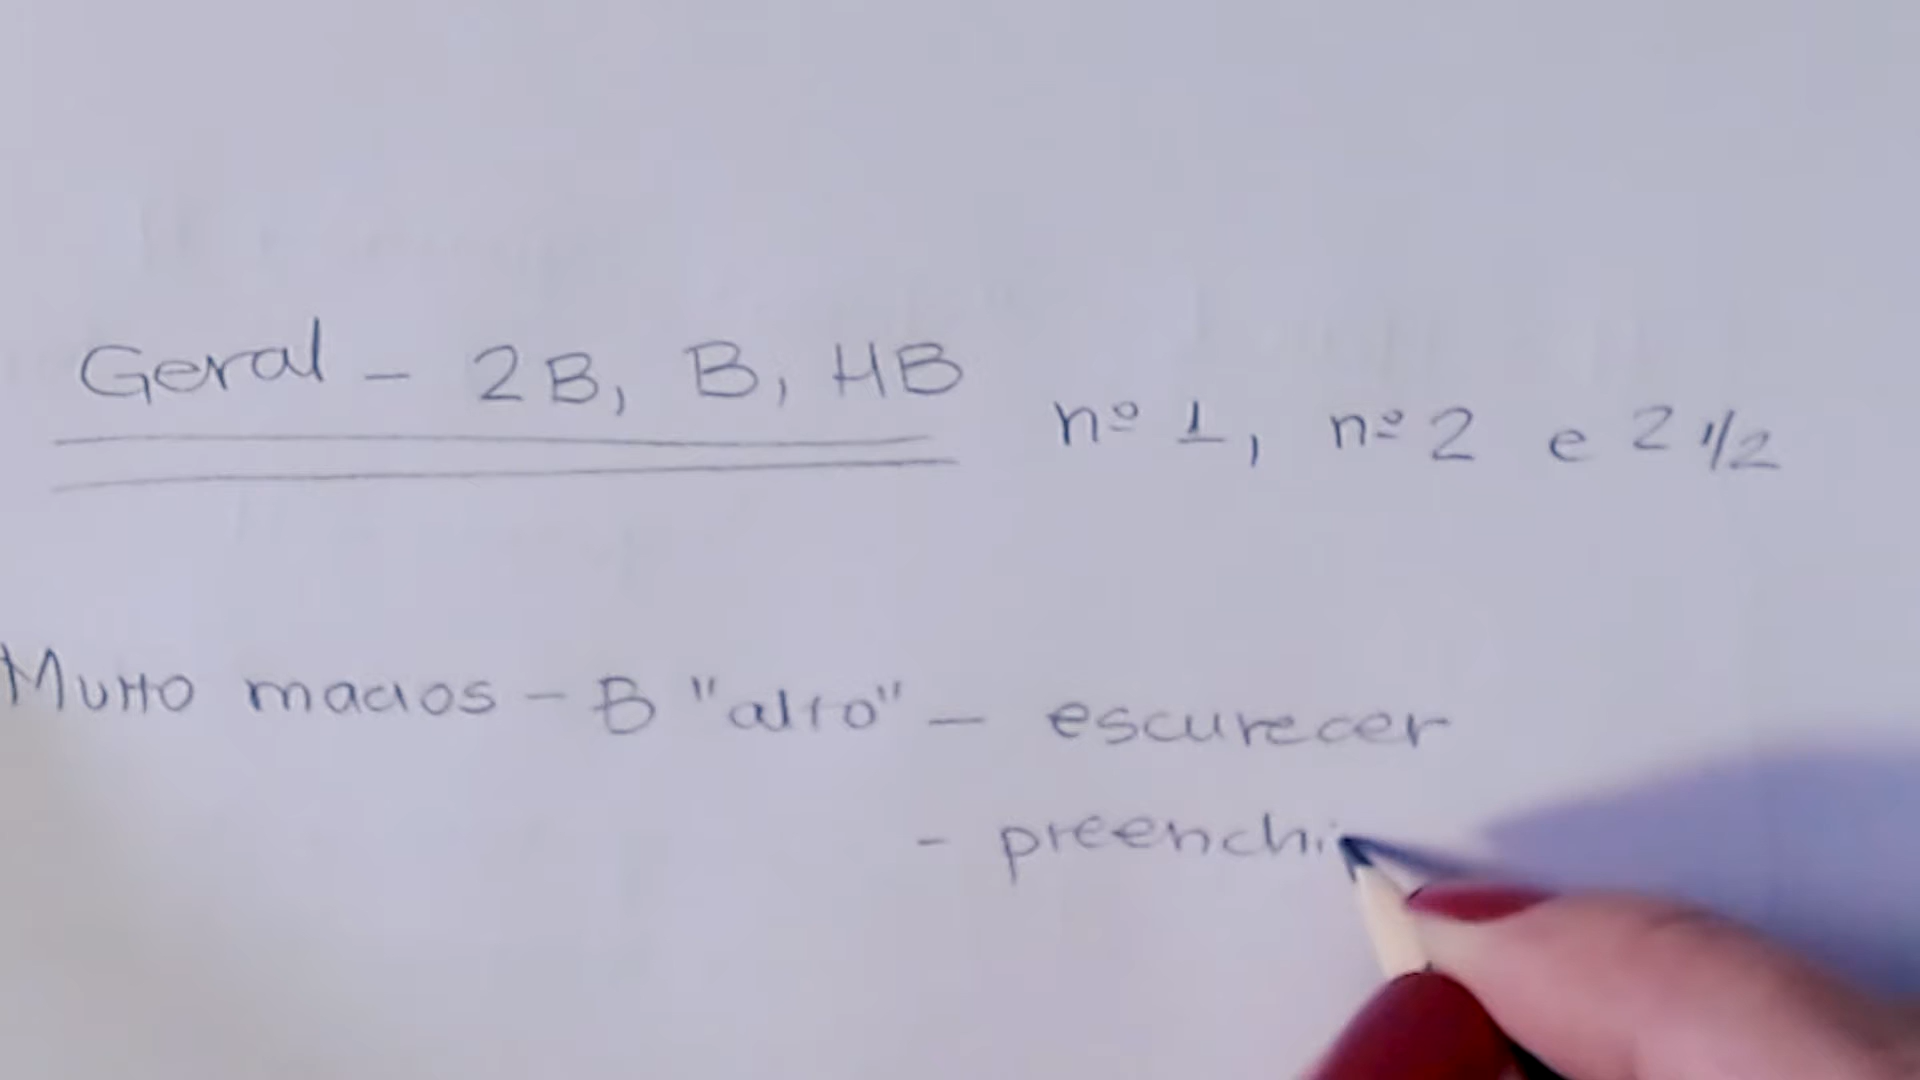 Geral - 2B, B, HB nº 1, nº 2 e 2 1/2
Muito macios - B "alto" - escurecer
- preenchi